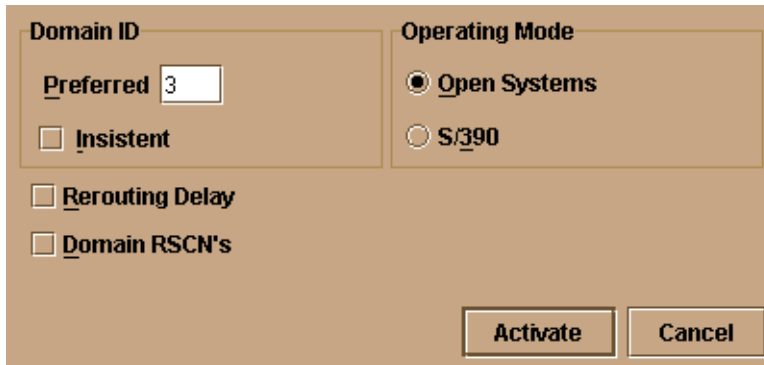 Domain ID
Operating Mode
Preferred 3
Open Systems
Insistent
S/390
Rerouting Delay
Domain RSCN's
Activate
Cancel